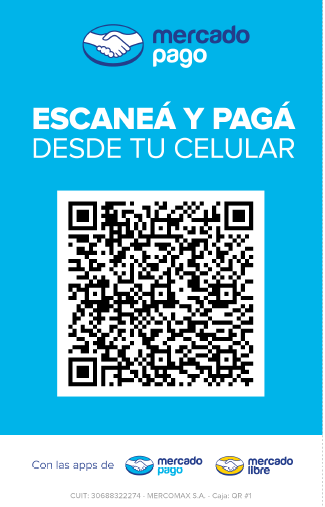 mercado
pago
ESCANEÁ Y PAGÁ
DESDE TU CELULAR
Con las apps de
mercado
pago
mercado
libre
CUIT: 30688322274 - MERCOMAX S.A. - Caja: QR #1